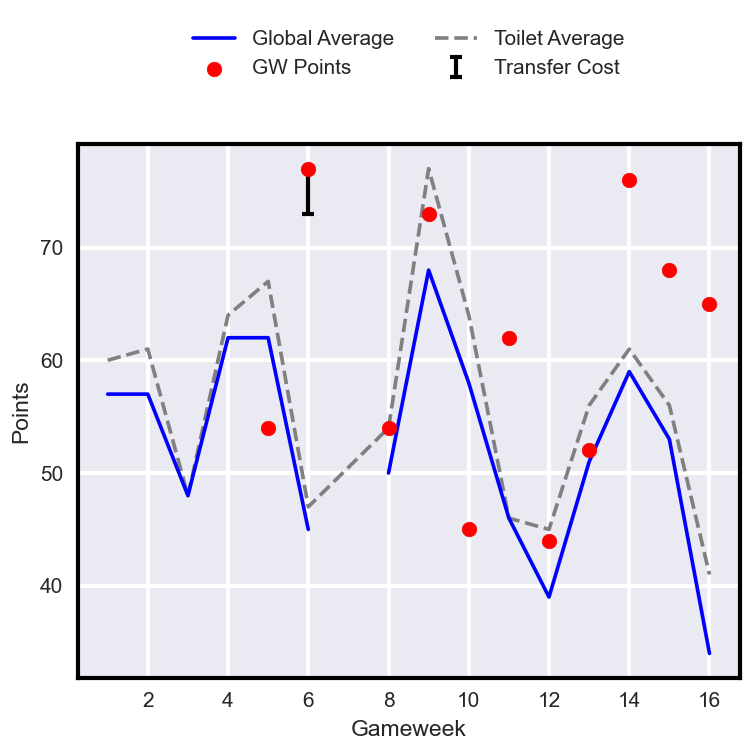 Global Average
Toilet Average
GW Points
Transfer Cost
70
60
50
40
Points
2 4 6 8 10 12 14 16
Gameweek